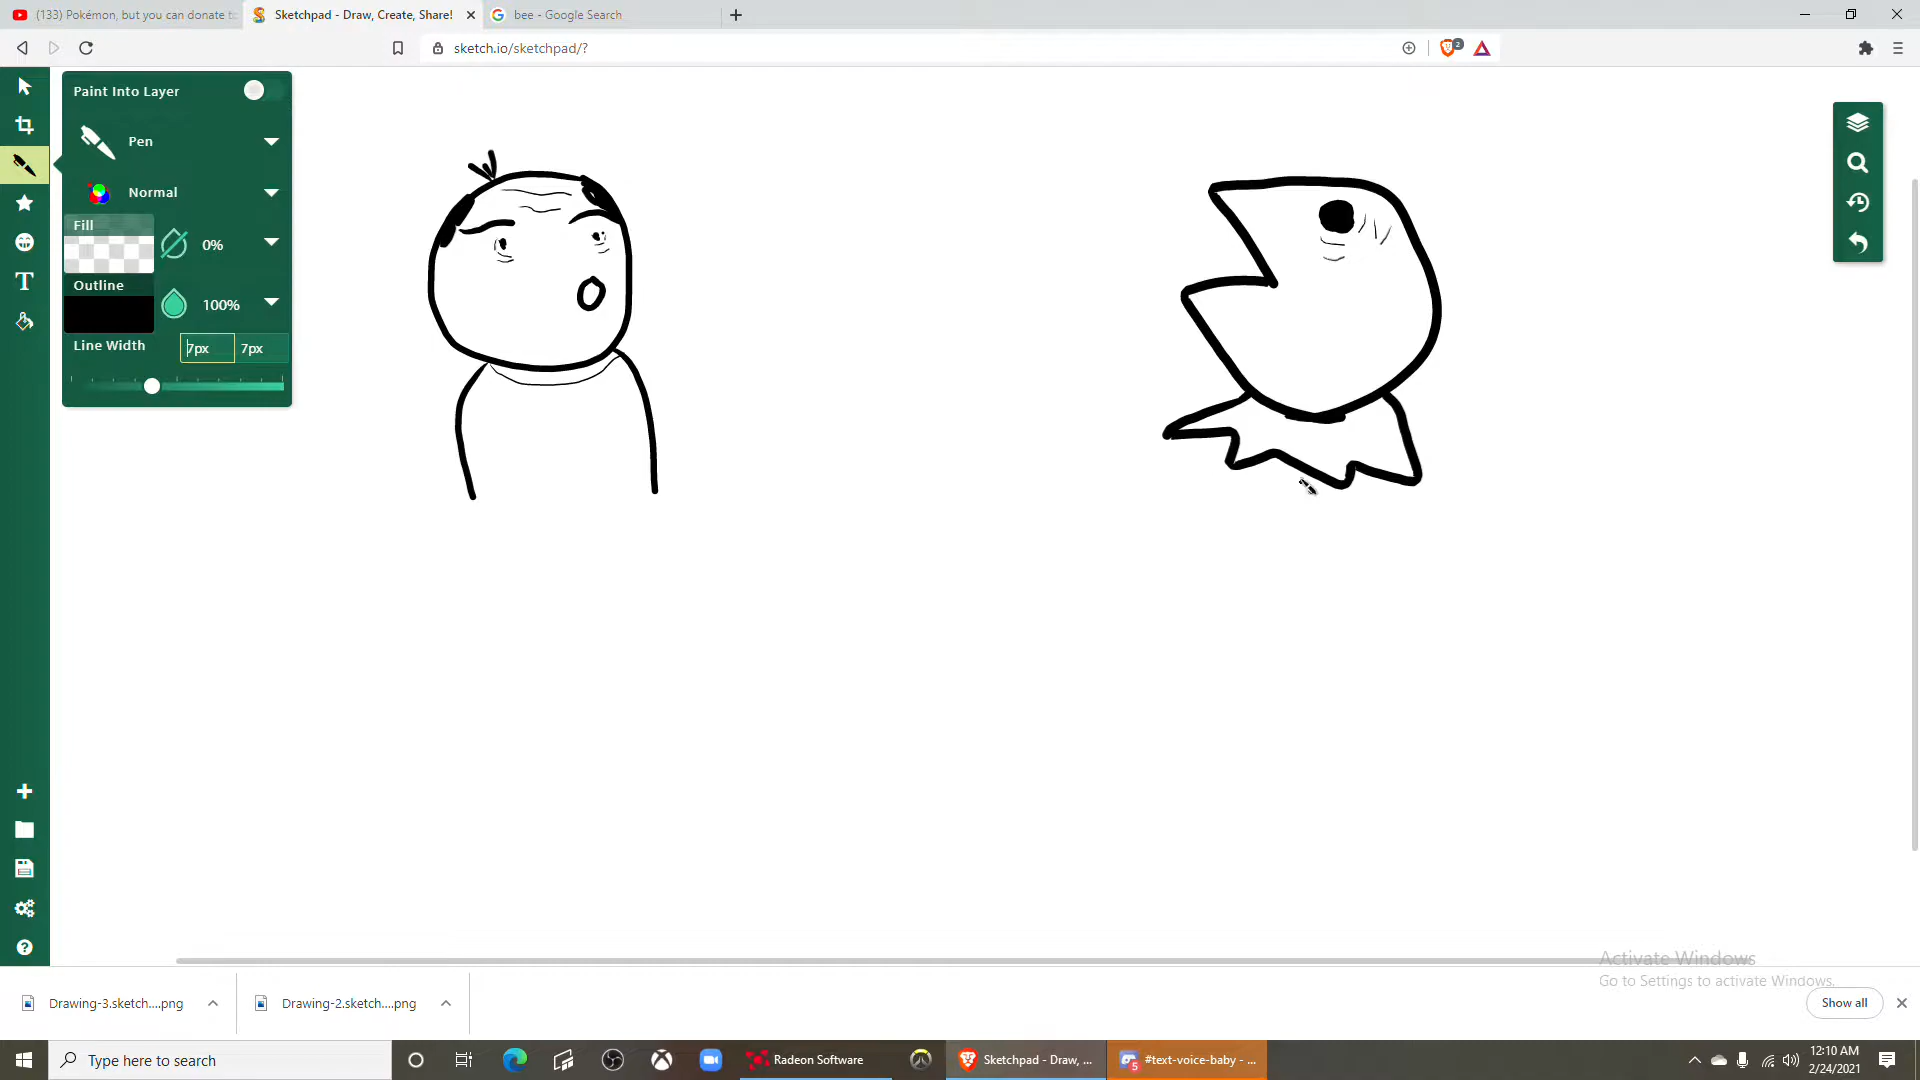 (133) Pokémon, but you can donate to
Sketchpad - Draw, Create, Share!
bee - Google Search
sketch.io/sketchpad/?
2
Paint Into Layer
Pen
Normal
Fill
0%
Outline
100%
Line Width
7px
7px
T
?
Activate Windows
Go to Settings to activate Windows.
Drawing-3.sketch....png
Drawing-2.sketch....png
Show all
Type here to search
Radeon Software
Sketchpad - Draw, ...
5
#text-voice-baby - ...
12:10 AM
2/24/2021